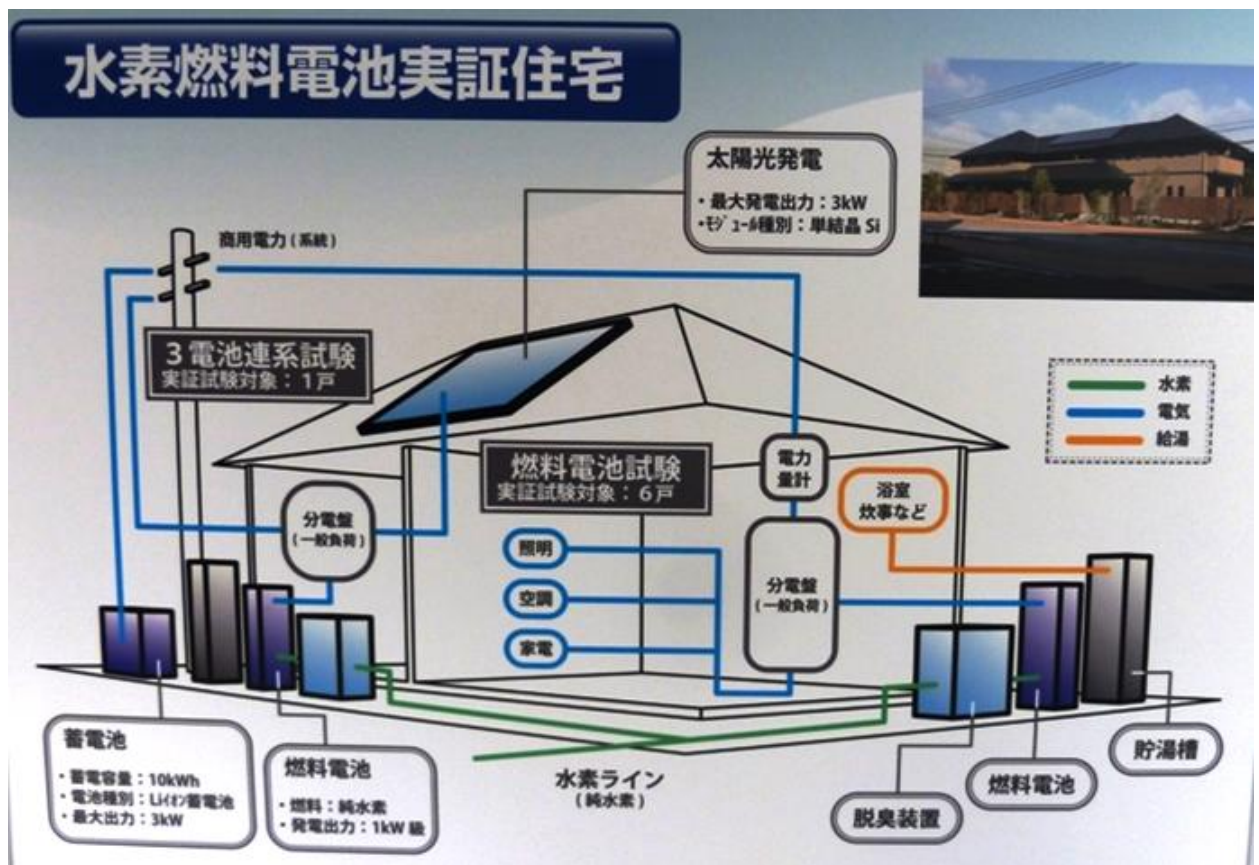 水素燃料電池実証住宅
太陽光発電
・最大発電出力：3kW
・ﾓｼﾞｭｰﾙ種別：単結晶 Si
商用電力(系統)
3電池連系試験
実証試験対象：1戸
水素
電気
給湯
燃料電池試験
実証試験対象：6戸
電力
量計
浴室
炊事など
分電盤
(一般負荷)
照明
空調
家電
分電盤
(一般負荷)
蓄電池
・蓄電容量：10kWh
・電池種別：Liｲｵﾝ蓄電池
・最大出力：3kW
燃料電池
・燃料：純水素
・発電出力：1kW 級
水素ライン
(純水素)
脱臭装置
燃料電池
貯湯槽